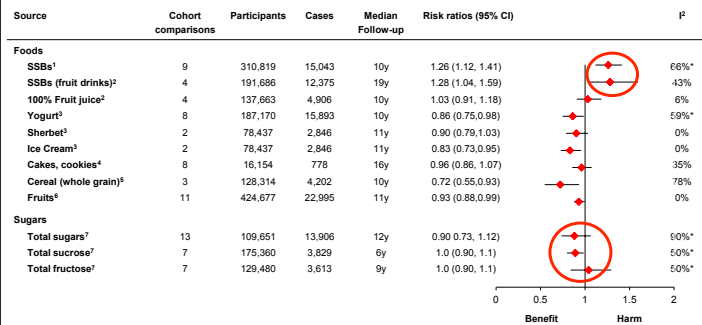 Source Cohort comparisons Participants Cases Median Follow-up Risk ratios (95% CI) I²
Foods
SSBs¹ 9 310,819 15,043 10y 1.26 (1.12, 1.41) 66%*
SSBs (fruit drinks)² 4 191,686 12,375 19y 1.28 (1.04, 1.59) 43%
100% Fruit juice² 4 137,663 4,906 10y 1.03 (0.91, 1.18) 6%
Yogurt³ 8 187,170 15,893 10y 0.86 (0.75,0.98) 59%*
Sherbet³ 2 78,437 2,846 11y 0.90 (0.79,1.03) 0%
Ice Cream³ 2 78,437 2,846 11y 0.83 (0.73,0.95) 0%
Cakes, cookies⁴ 8 16,154 778 16y 0.96 (0.86, 1.07) 35%
Cereal (whole grain)⁵ 3 128,314 4,202 10y 0.72 (0.55,0.93) 78%
Fruits⁶ 11 424,677 22,995 11y 0.93 (0.88,0.99) 0%
Sugars
Total sugars⁷ 13 109,651 13,906 12y 0.90 0.73, 1.12) 90%*
Total sucrose⁷ 7 175,360 3,829 6y 1.0 (0.90, 1.1) 50%*
Total fructose⁷ 7 129,480 3,613 9y 1.0 (0.90, 1.1) 50%*
0 0.5 1 1.5 2
Benefit Harm